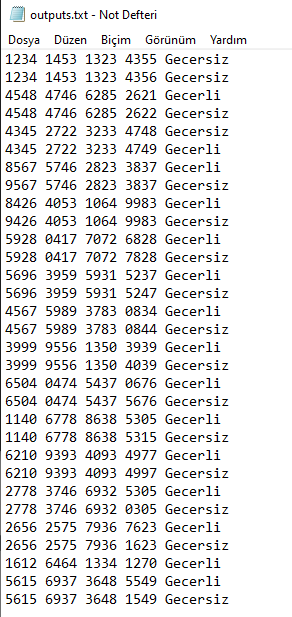 outputs.txt - Not Defteri
Dosya Düzen Biçim Görünüm Yardım
1234 1453 1323 4355 Gecersiz
1234 1453 1323 4356 Gecersiz
4548 4746 6285 2621 Gecerli
4548 4746 6285 2622 Gecersiz
4345 2722 3233 4748 Gecersiz
4345 2722 3233 4749 Gecerli
8567 5746 2823 3837 Gecerli
9567 5746 2823 3837 Gecersiz
8426 4053 1064 9983 Gecerli
9426 4053 1064 9983 Gecersiz
5928 0417 7072 6828 Gecerli
5928 0417 7072 7828 Gecersiz
5696 3959 5931 5237 Gecerli
5696 3959 5931 5247 Gecersiz
4567 5989 3783 0834 Gecerli
4567 5989 3783 0844 Gecersiz
3999 9556 1350 3939 Gecerli
3999 9556 1350 4039 Gecersiz
6504 0474 5437 0676 Gecerli
6504 0474 5437 5676 Gecersiz
1140 6778 8638 5305 Gecerli
1140 6778 8638 5315 Gecersiz
6210 9393 4093 4977 Gecerli
6210 9393 4093 4997 Gecersiz
2778 3746 6932 5305 Gecerli
2778 3746 6932 0305 Gecersiz
2656 2575 7936 7623 Gecerli
2656 2575 7936 1623 Gecersiz
1612 6464 1334 1270 Gecerli
5615 6937 3648 5549 Gecerli
5615 6937 3648 1549 Gecersiz